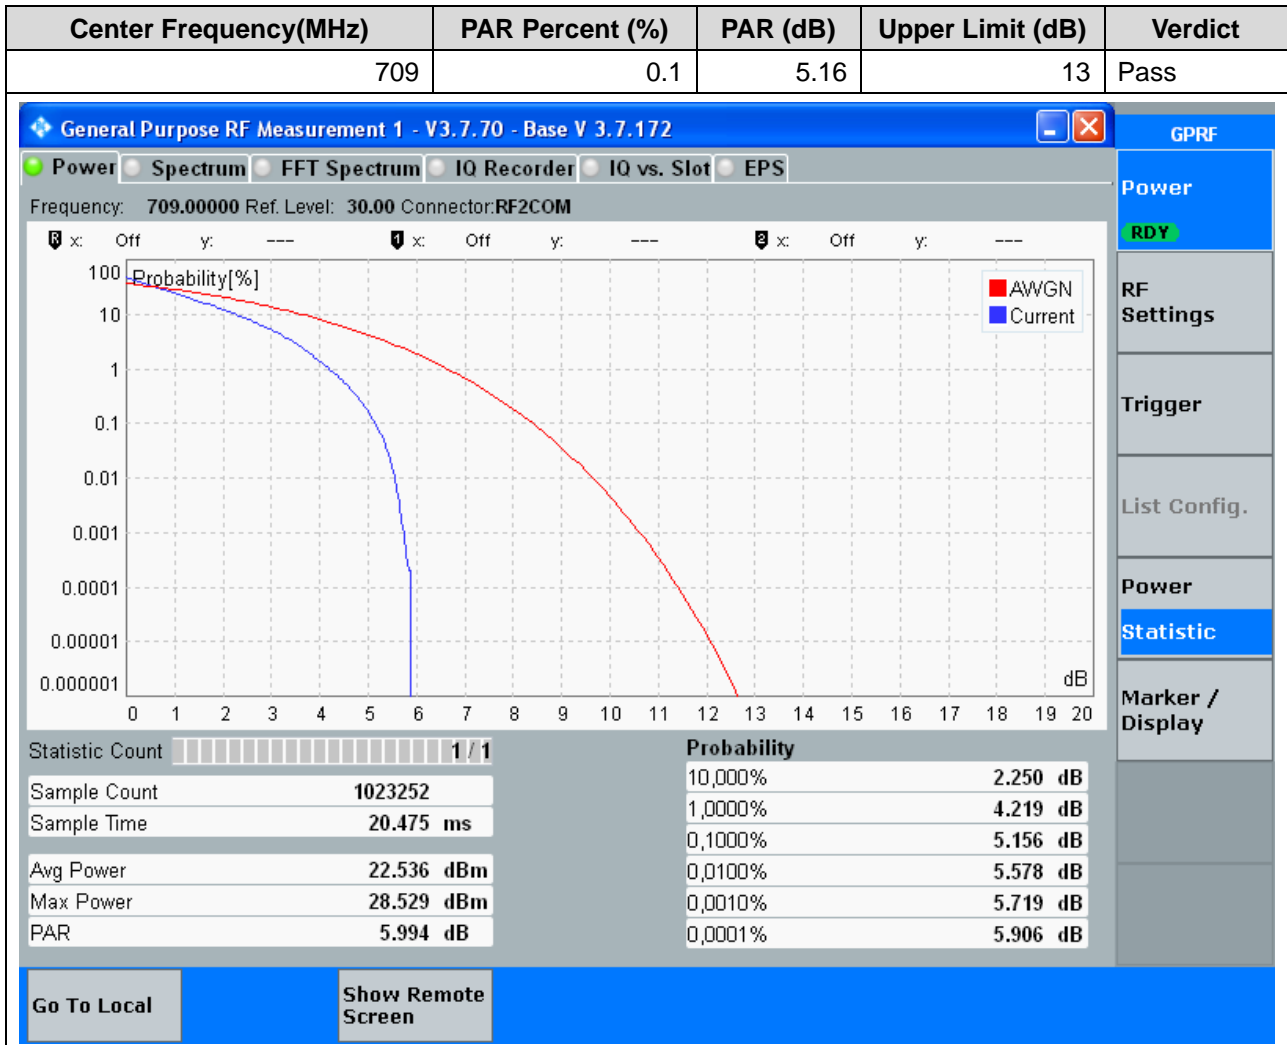 Center Frequency(MHz) PAR Percent (%) PAR (dB) Upper Limit (dB) Verdict
709 0.1 5.16 13 Pass
General Purpose RF Measurement 1 - V3.7.70 - Base V 3.7.172
GPRF
Power Spectrum FFT Spectrum IQ Recorder IQ vs. Slot EPS
Power
RDY
Frequency: 709.00000 Ref. Level: 30.00 Connector:RF2COM
R x: Off y: --- 1 x: Off y: --- 2 x: Off y: ---
Probability[%]
AWGN
Current
100
10
1
0.1
0.01
0.001
0.0001
0.00001
0.000001
dB
0 1 2 3 4 5 6 7 8 9 10 11 12 13 14 15 16 17 18 19 20
RF
Settings
Trigger
List Config.
Power
Statistic
Marker /
Display
Statistic Count 1 / 1
Sample Count 1023252
Sample Time 20.475 ms
Avg Power 22.536 dBm
Max Power 28.529 dBm
PAR 5.994 dB
Probability
10,000% 2.250 dB
1,0000% 4.219 dB
0,1000% 5.156 dB
0,0100% 5.578 dB
0,0010% 5.719 dB
0,0001% 5.906 dB
Go To Local
Show Remote
Screen